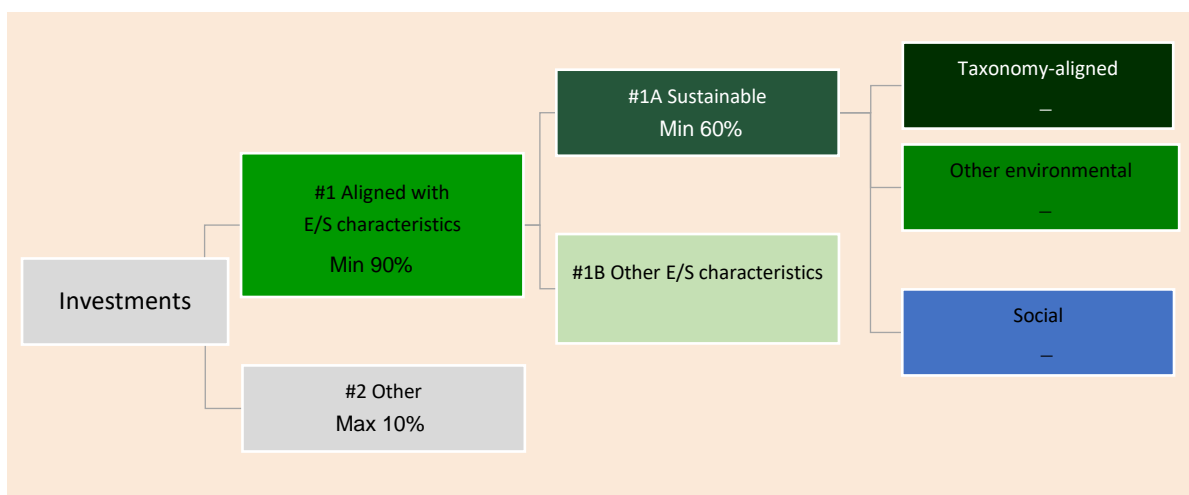 Investments
#1 Aligned with
E/S characteristics
Min 90%
#2 Other
Max 10%
#1A Sustainable
Min 60%
#1B Other E/S characteristics
Taxonomy-aligned
_
Other environmental
_
Social
_